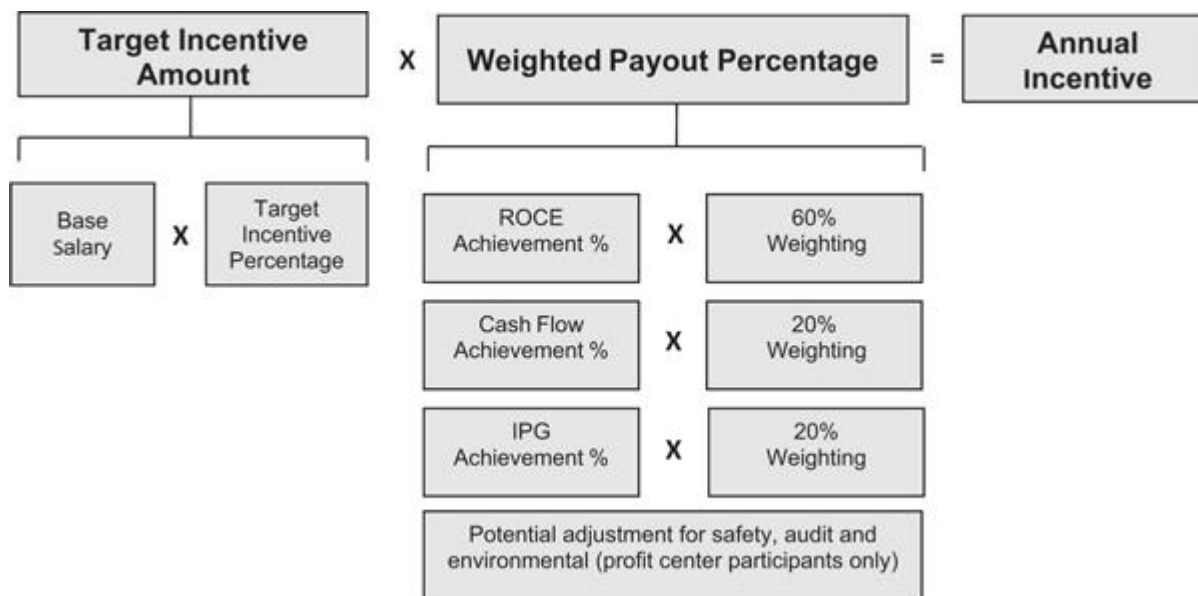 Target Incentive
Amount
X
Weighted Payout Percentage
=
Annual
Incentive
Base
Salary
X
Target
Incentive
Percentage
ROCE
Achievement %
X
60%
Weighting
Cash Flow
Achievement %
X
20%
Weighting
IPG
Achievement %
X
20%
Weighting
Potential adjustment for safety, audit and
environmental (profit center participants only)